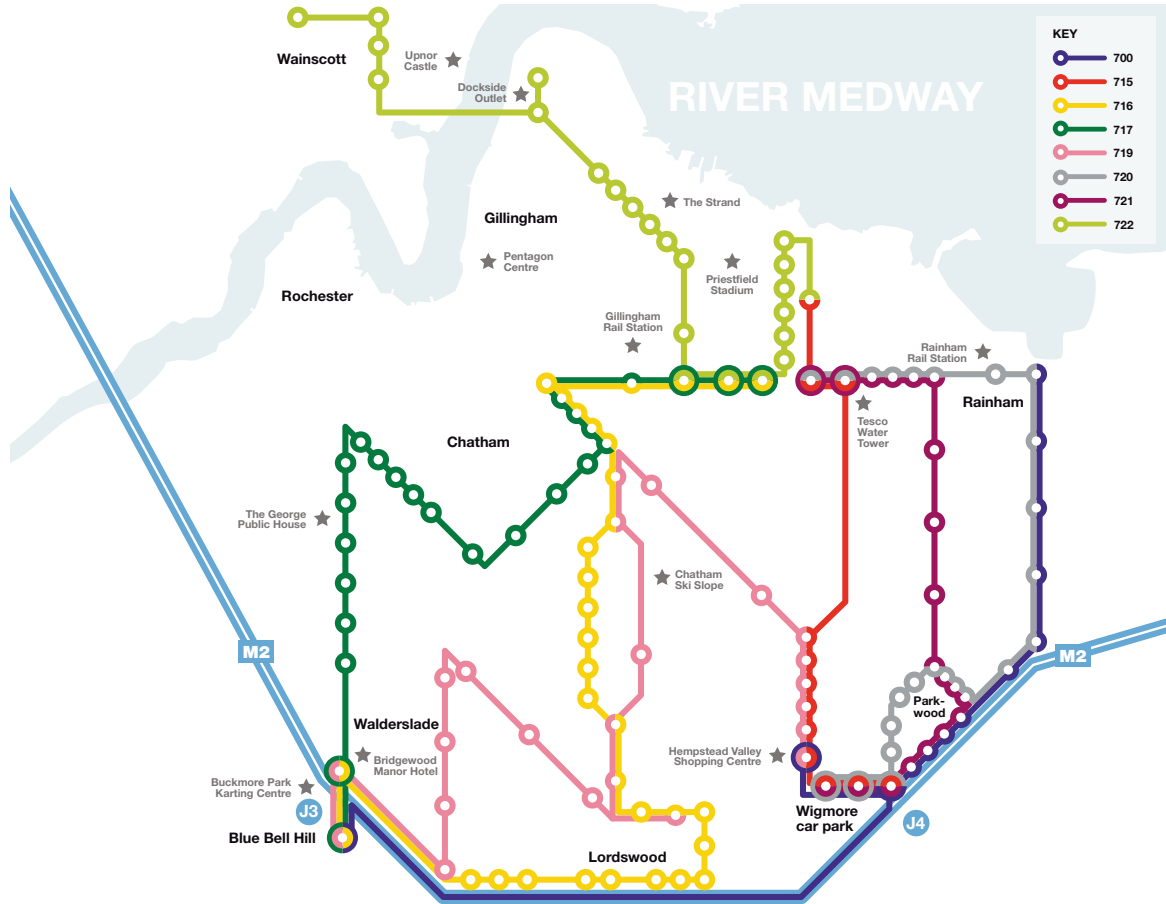 KEY
700
715
716
717
719
720
721
722
Wainscott
Upnor
Castle
Dockside
Outlet
RIVER MEDWAY
The Strand
Gillingham
Pentagon
Centre
Priestfield
Stadium
Rochester
Gillingham
Rail Station
Rainham
Rail Station
Rainham
Tesco
Water
Tower
Chatham
The George
Public House
Chatham
Ski Slope
M2
M2
Park-
wood
Walderslade
Bridgewood
Manor Hotel
Hempstead Valley
Shopping Centre
Buckmore Park
Karting Centre
J3
Wigmore
car park
J4
Blue Bell Hill
Lordswood